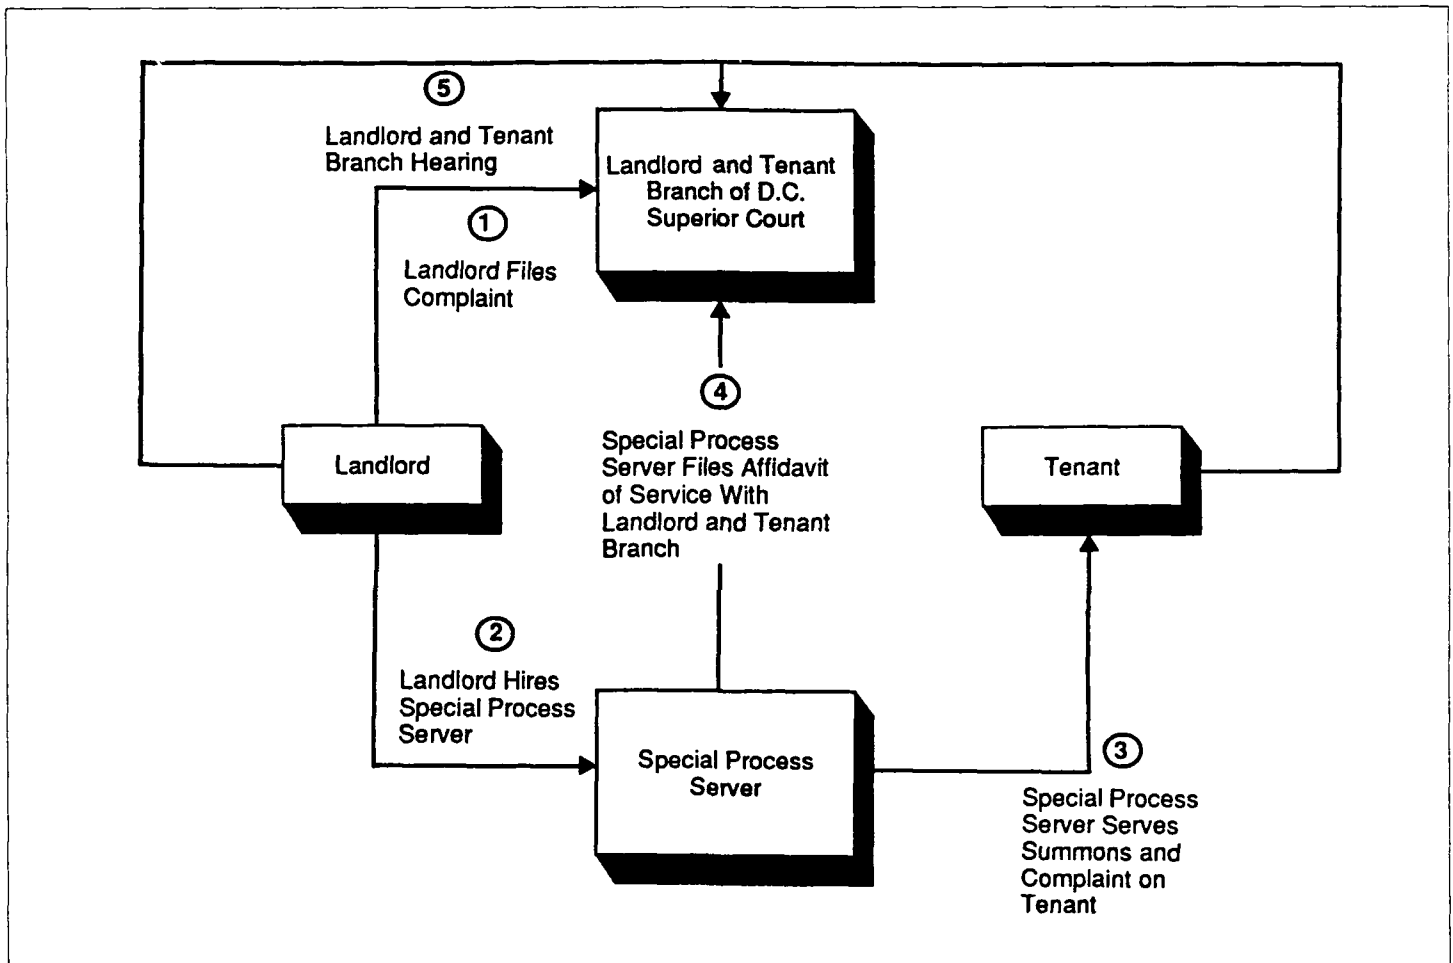 5
Landlord and Tenant
Branch Hearing
Landlord and Tenant
Branch of D.C.
Superior Court
1
Landlord Files
Complaint
4
Special Process
Server Files Affidavit
of Service With
Landlord and Tenant
Branch
Landlord
Tenant
2
Landlord Hires
Special Process
Server
Special Process
Server
3
Special Process
Server Serves
Summons and
Complaint on
Tenant